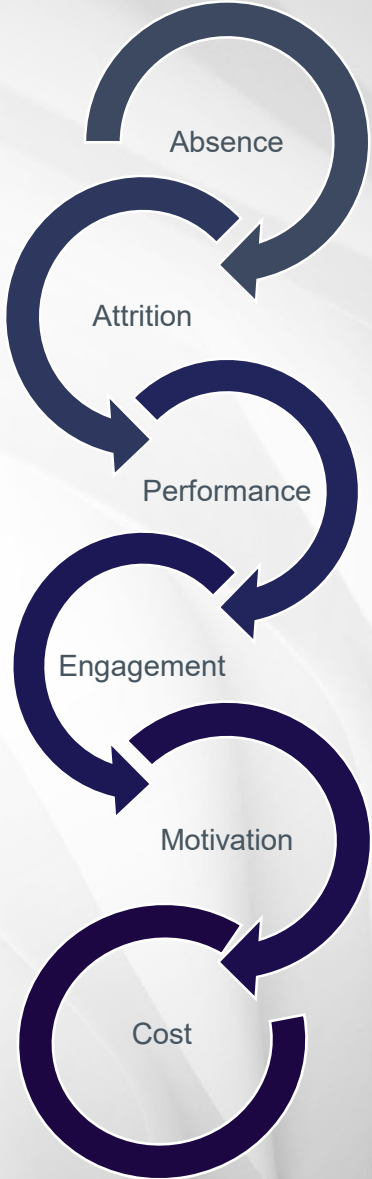 Absence
Attrition
Performance
Engagement
Motivation
Cost